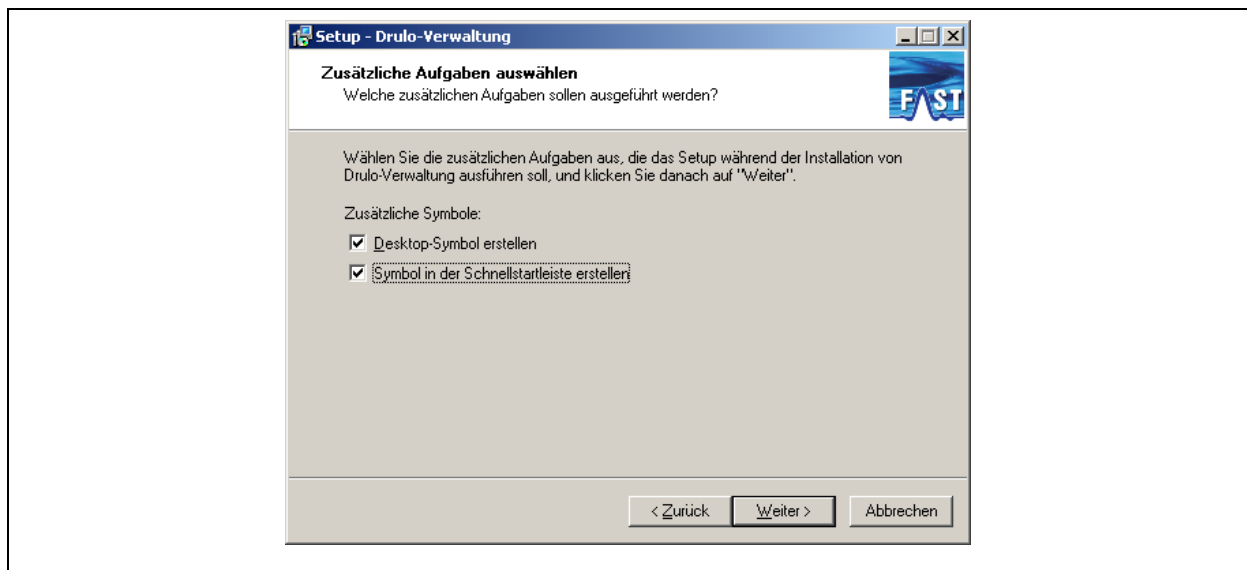 Setup - Drulo-Verwaltung
Zusätzliche Aufgaben auswählen
Welche zusätzlichen Aufgaben sollen ausgeführt werden?
FAST
Wählen Sie die zusätzlichen Aufgaben aus, die das Setup während der Installation von
Drulo-Verwaltung ausführen soll, und klicken Sie danach auf "Weiter".
Zusätzliche Symbole:
Desktop-Symbol erstellen
Symbol in der Schnellstartleiste erstellen
< Zurück Weiter > Abbrechen